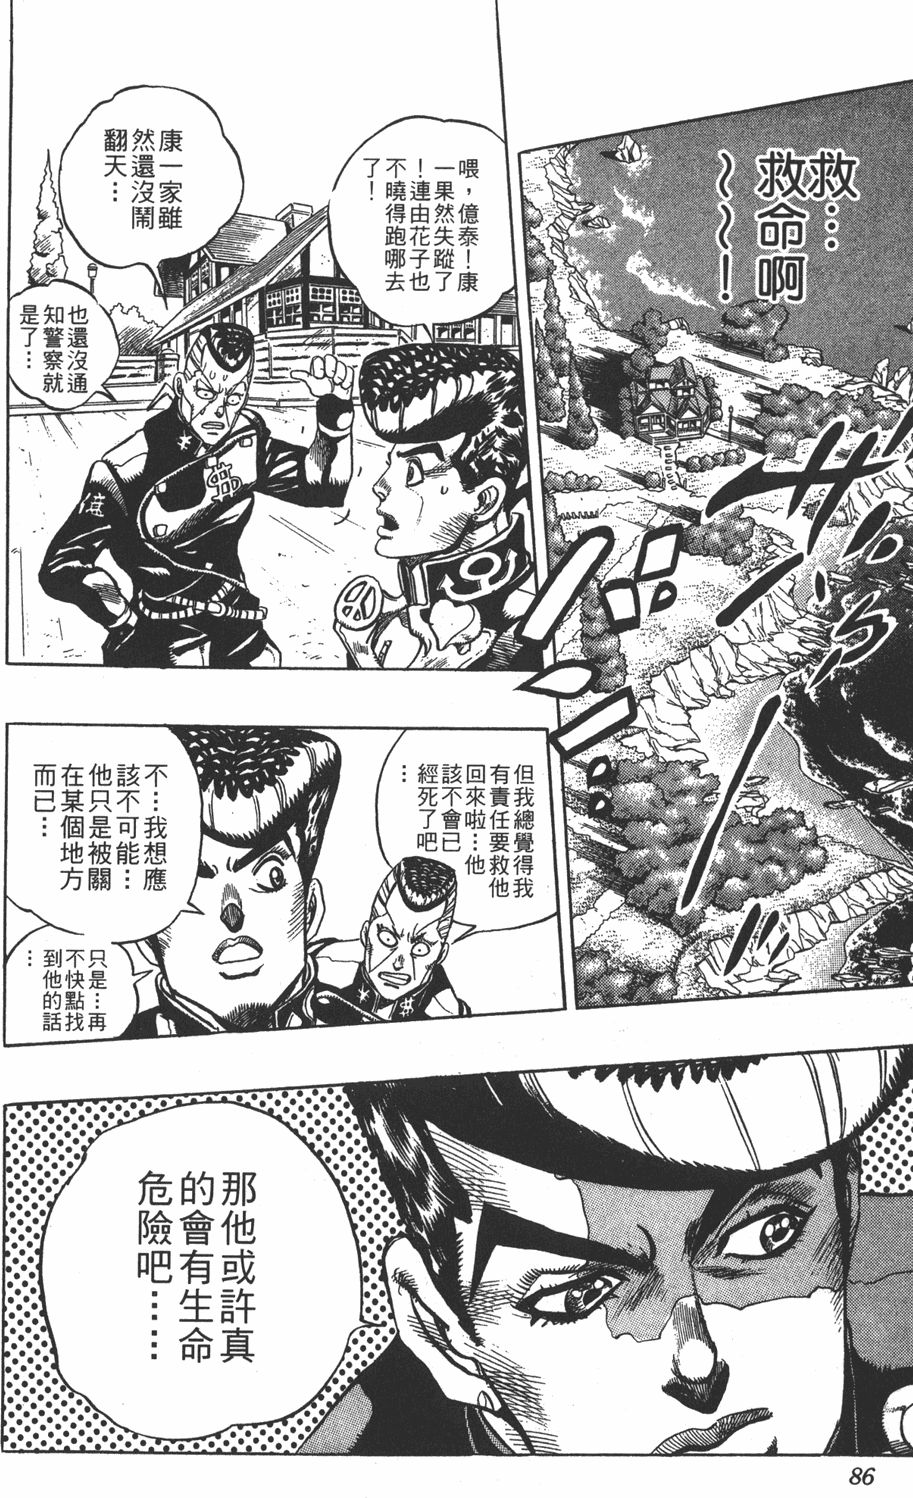 救…
救命啊
～～～！
喂，億泰！康
一果然失蹤了
！連由花子也
不曉得跑哪去
了！
康一家雖
然還沒鬧
翻天…
也還沒通
知警察就
是了…
但我總覺得我
有責任要救他
回來啦…他
該不會已
經死了吧
…
不…我想應
該不可能…
他只是被關
在某個地方
而已…
只是…再
不快點找
到他的話
…
那他或許真
的會有生命
危險吧……
86